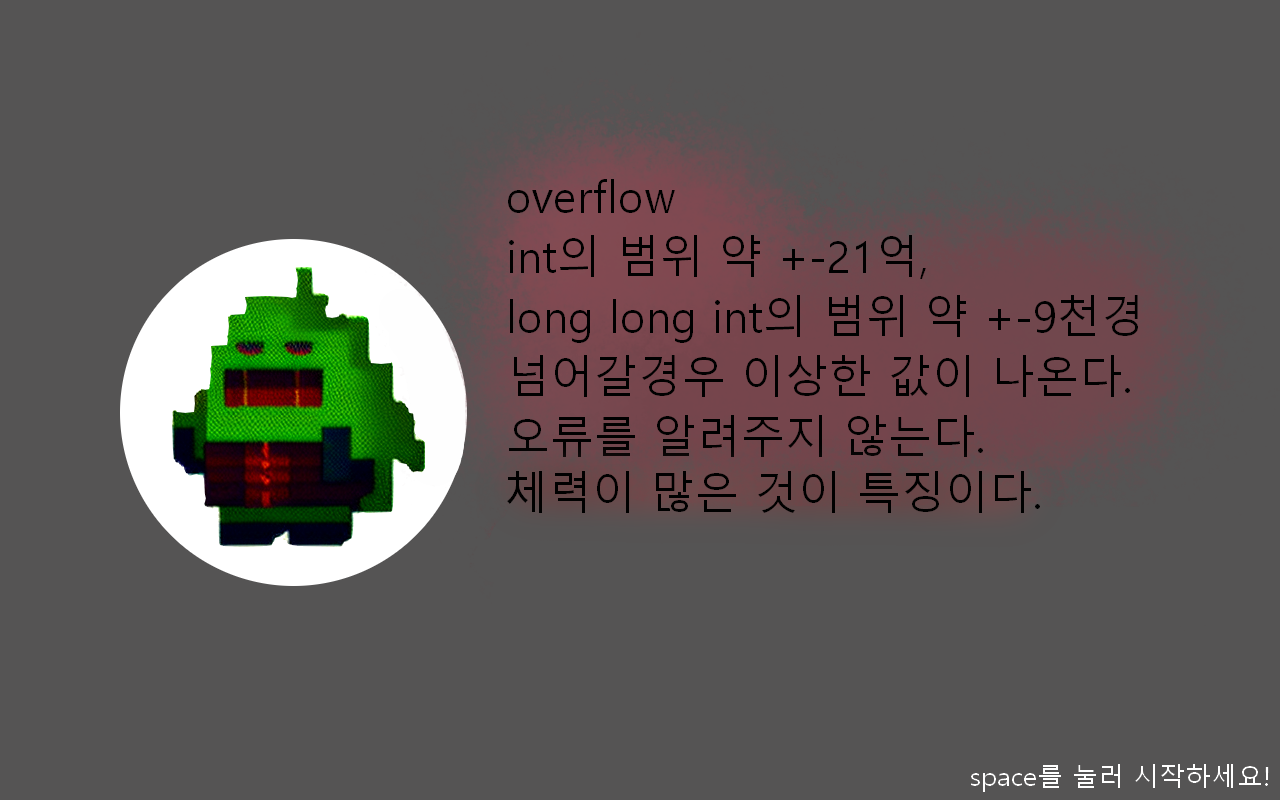 overflow
int의 범위 약 +-21억,
long long int의 범위 약 +-9천경
넘어갈경우 이상한 값이 나온다.
오류를 알려주지 않는다.
체력이 많은 것이 특징이다.
space를 눌러 시작하세요!